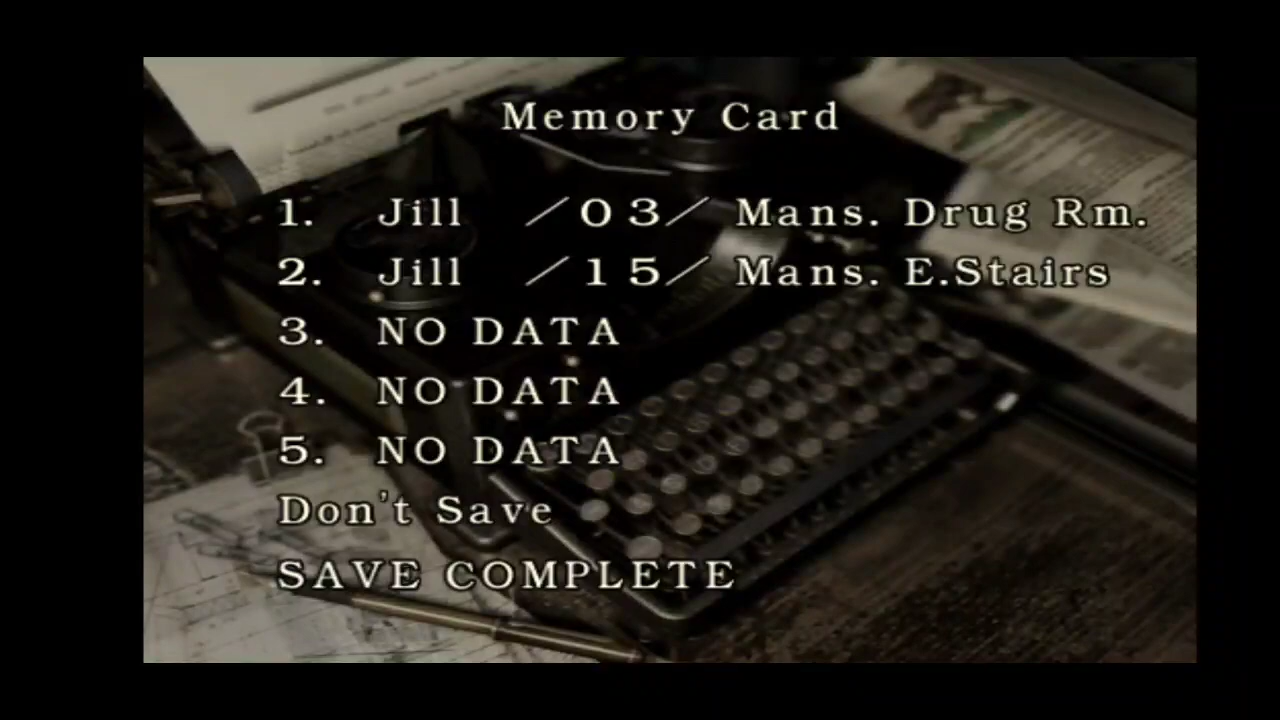 Memory Card
1. Jill ／03／ Mans. Drug Rm.
2. Jill ／15／ Mans. E.Stairs
3. NO DATA
4. NO DATA
5. NO DATA
Don't Save
SAVE COMPLETE